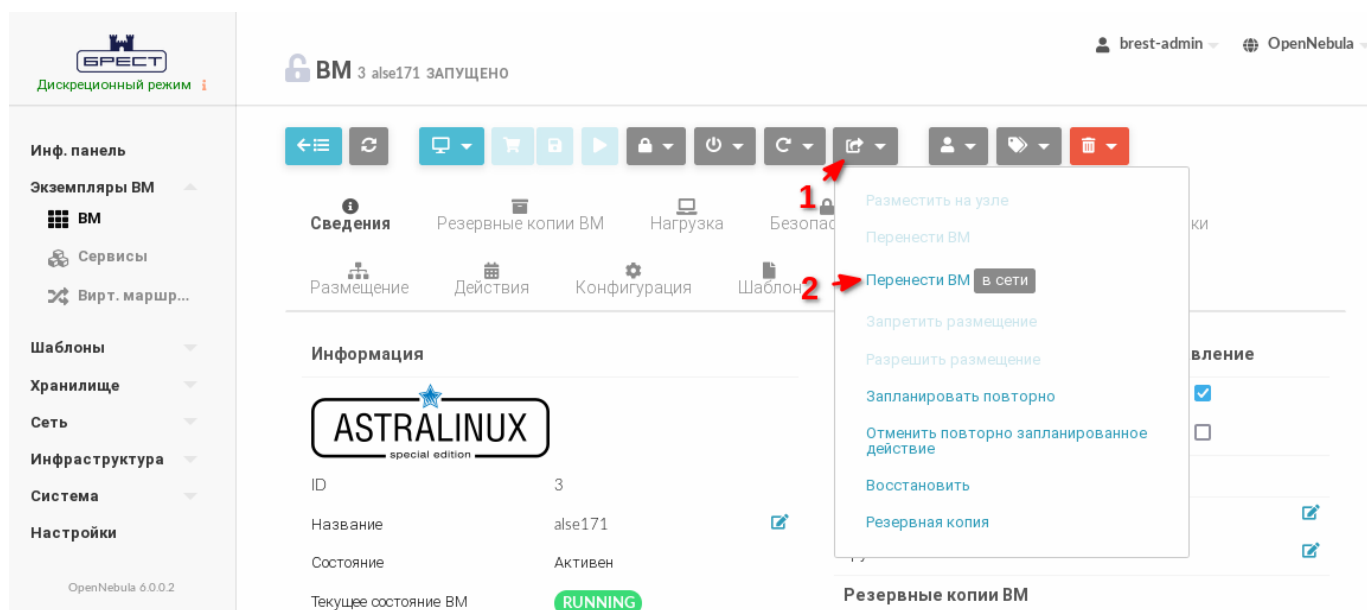 БРЕСТ
Дискреционный режим i
brest-admin
OpenNebula
ВМ 3 alse171 ЗАПУЩЕНО
Инф. панель
Экземпляры ВМ
ВМ
Сервисы
Вирт. маршр...
Шаблоны
Хранилище
Сеть
Инфраструктура
Система
Настройки
OpenNebula 6.0.0.2
1
Сведения
Резервные копии ВМ
Нагрузка
ки
Размещение
Действия
Конфигурация
Шаблон
2
Разместить на узле
Перенести ВМ
Перенести ВМ в сети
Запретить размещение
Разрешить размещение
Запланировать повторно
Отменить повторно запланированное
действие
Восстановить
Резервная копия
Информация
вление
ASTRALINUX
special edition
ID 3
Название alse171
Состояние Активен
Текущее состояние ВМ RUNNING
Резервные копии ВМ